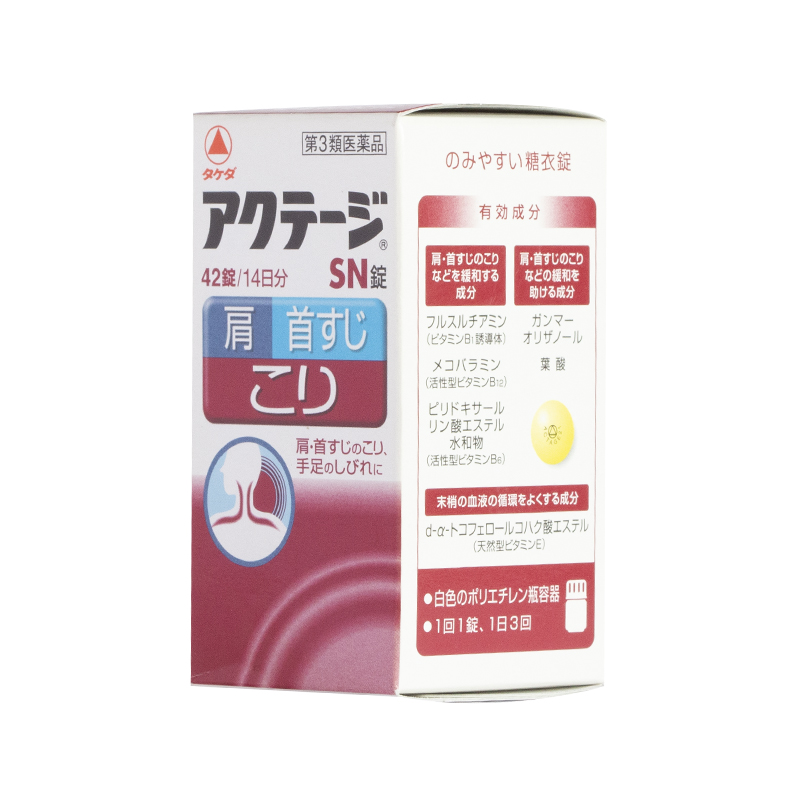 第3類医薬品
タケダ
アクテージ®
SN錠
42錠/14日分
肩 首すじ
こり
肩・首すじのこり、
手足のしびれに
のみやすい糖衣錠
有効成分
肩・首すじのこり
などを緩和する
成分
フルスルチアミン
(ビタミンB1誘導体)
メコバラミン
(活性型ビタミンB12)
ピリドキサール
リン酸エステル
水和物
(活性型ビタミンB6)
肩・首すじのこり
などの緩和を
助ける成分
ガンマー
オリザノール
葉酸
末梢の血液の循環をよくする成分
d-α-トコフェロールコハク酸エステル
(天然型ビタミンE)
●白色のポリエチレン瓶容器
●1回1錠、1日3回